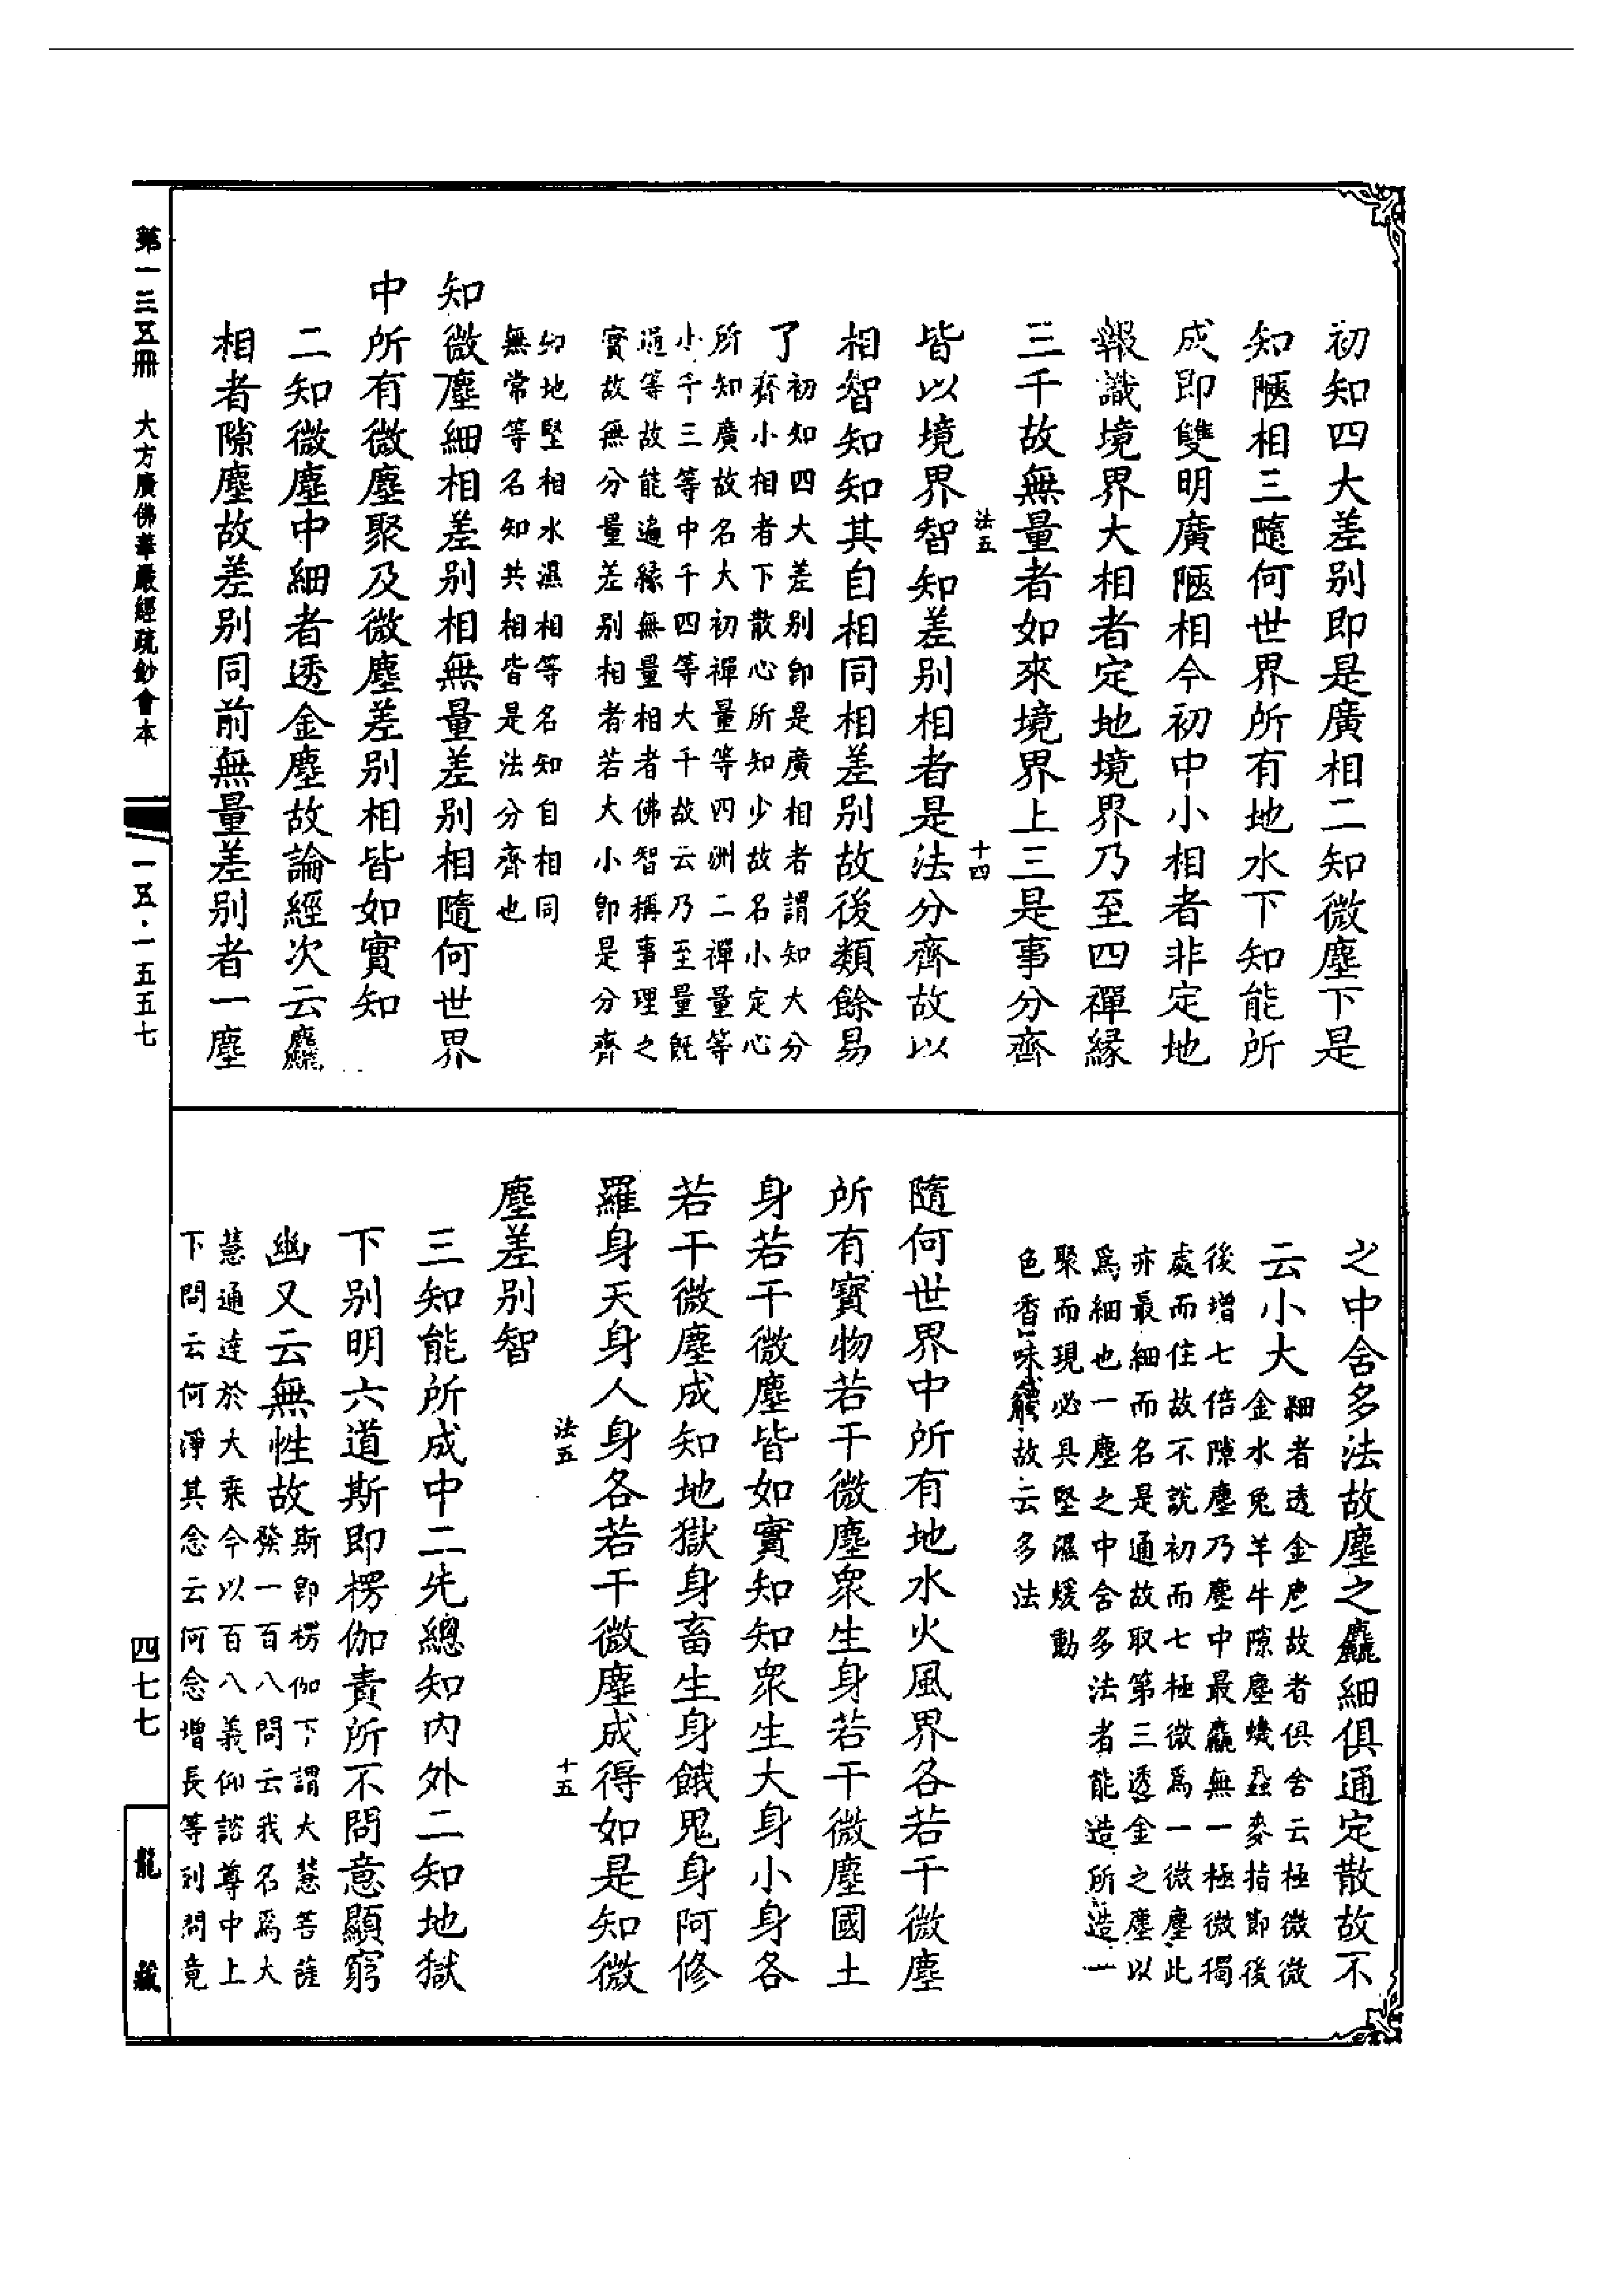 初知四大差别即是廣相二知微塵下是
知陿相三隨何世界所有地水下知能所
成即雙明廣陿相今初中小相者非定地
報識境界大相者定地境界乃至四禪緣
三千故無量者如來境界上三是事分齊
法五
十四
皆以境界智知差别相者是法分齊故以
相智知知其自相同相差别故後類餘易
了
初知四大差别即是廣相者謂知大分
齊小相者下散心所知少故名小定心
所知廣故名大初禪量等四洲二禪量等
小千三等中千四等大千故云乃至量既
過等故能遍緣無量相者佛智稱事理之
實故無分量差别相者若大小即是分齊
如地堅相水濕相等名知自相同
無常等名知共相皆是法分齊也
知微塵細相差别相無量差别相隨何世界
中所有微塵聚及微塵差别相皆如實知
二知微塵中細者透金塵故論經次云麤
相者隙塵故差别同前無量差别者一塵
之中含多法故塵之麤細俱通定散故不
云小大
細者透金塵故者俱舍云極微微
金水兔羊牛隙塵蟣蝨麥指節後
後增七倍隙塵乃塵中最麤無一極微獨
處而住故不說初而七極微爲一微塵此
亦最細而名是通故取第三透金之塵以
爲細也一塵之中含多法者能造所造一
聚而現必具堅濕煖動
色香味觸故云多法
隨何世界中所有地水火風界各若干微塵
所有寶物若干微塵衆生身若干微塵國土
身若干微塵皆如實知知衆生大身小身各
若干微塵成知地獄身畜生身餓鬼身阿修
羅身天身人身各若干微塵成得如是知微
法五
十五
塵差别智
三知能所成中二先總知内外二知地獄
下别明六道斯即楞伽責所不問意顯窮
幽又云無性故
斯即楞伽下謂大慧菩薩
發一百八問云我名爲大
慧通達於大乘今以百八義仰諮尊中上
下問云何淨其念云何念增長等列問竟
第一三五冊 大方廣佛華嚴經疏鈔會本
一五·一五五七
四七七
龍藏